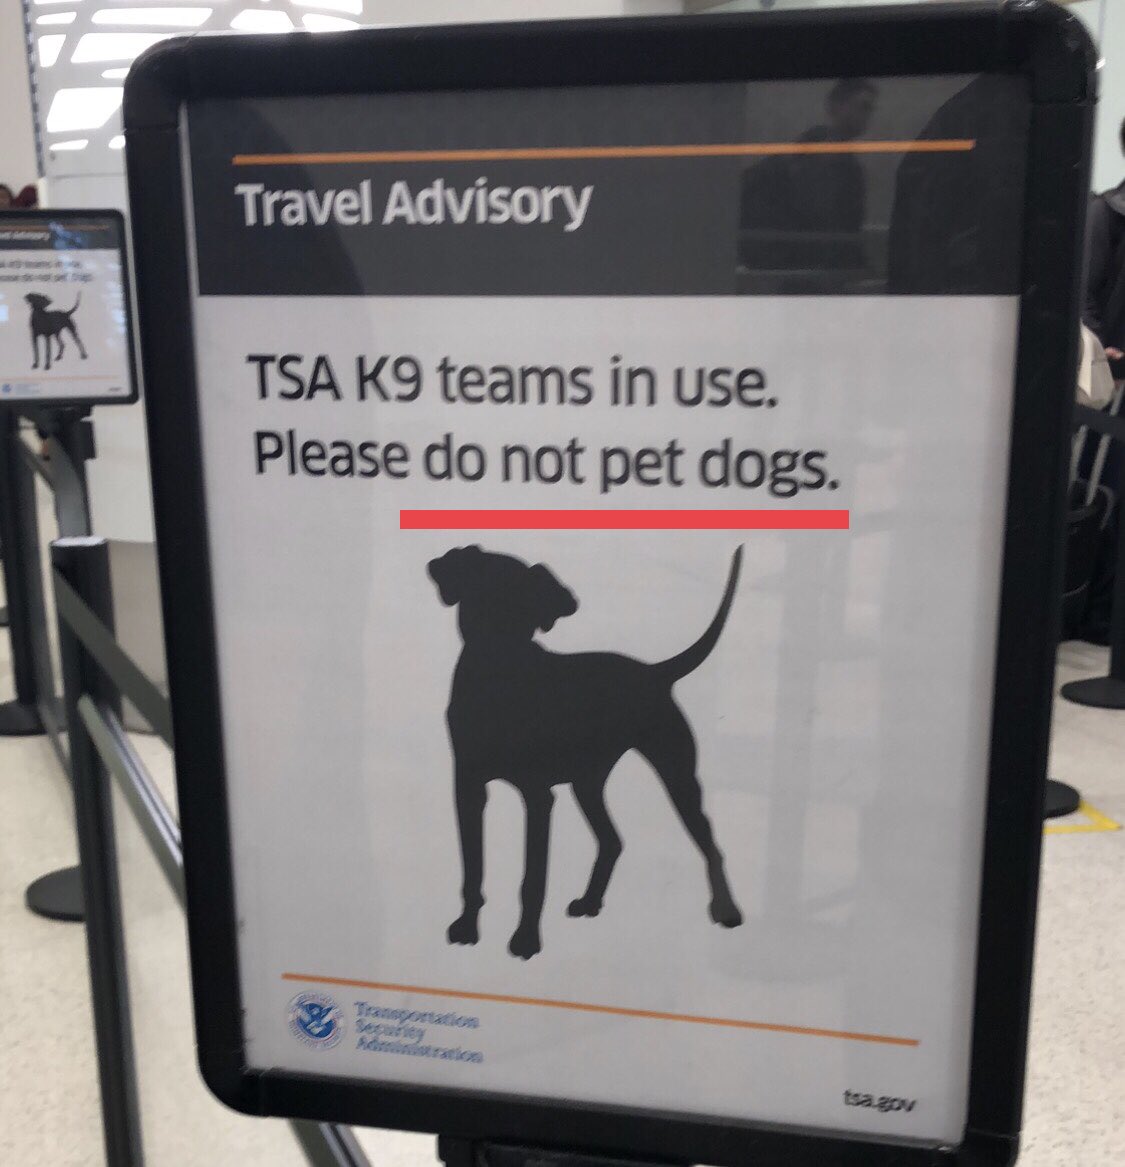 Travel Advisory
TSA K9 teams in use.
Please do not pet dogs.
Transportation
Security
Administration
tsa.gov